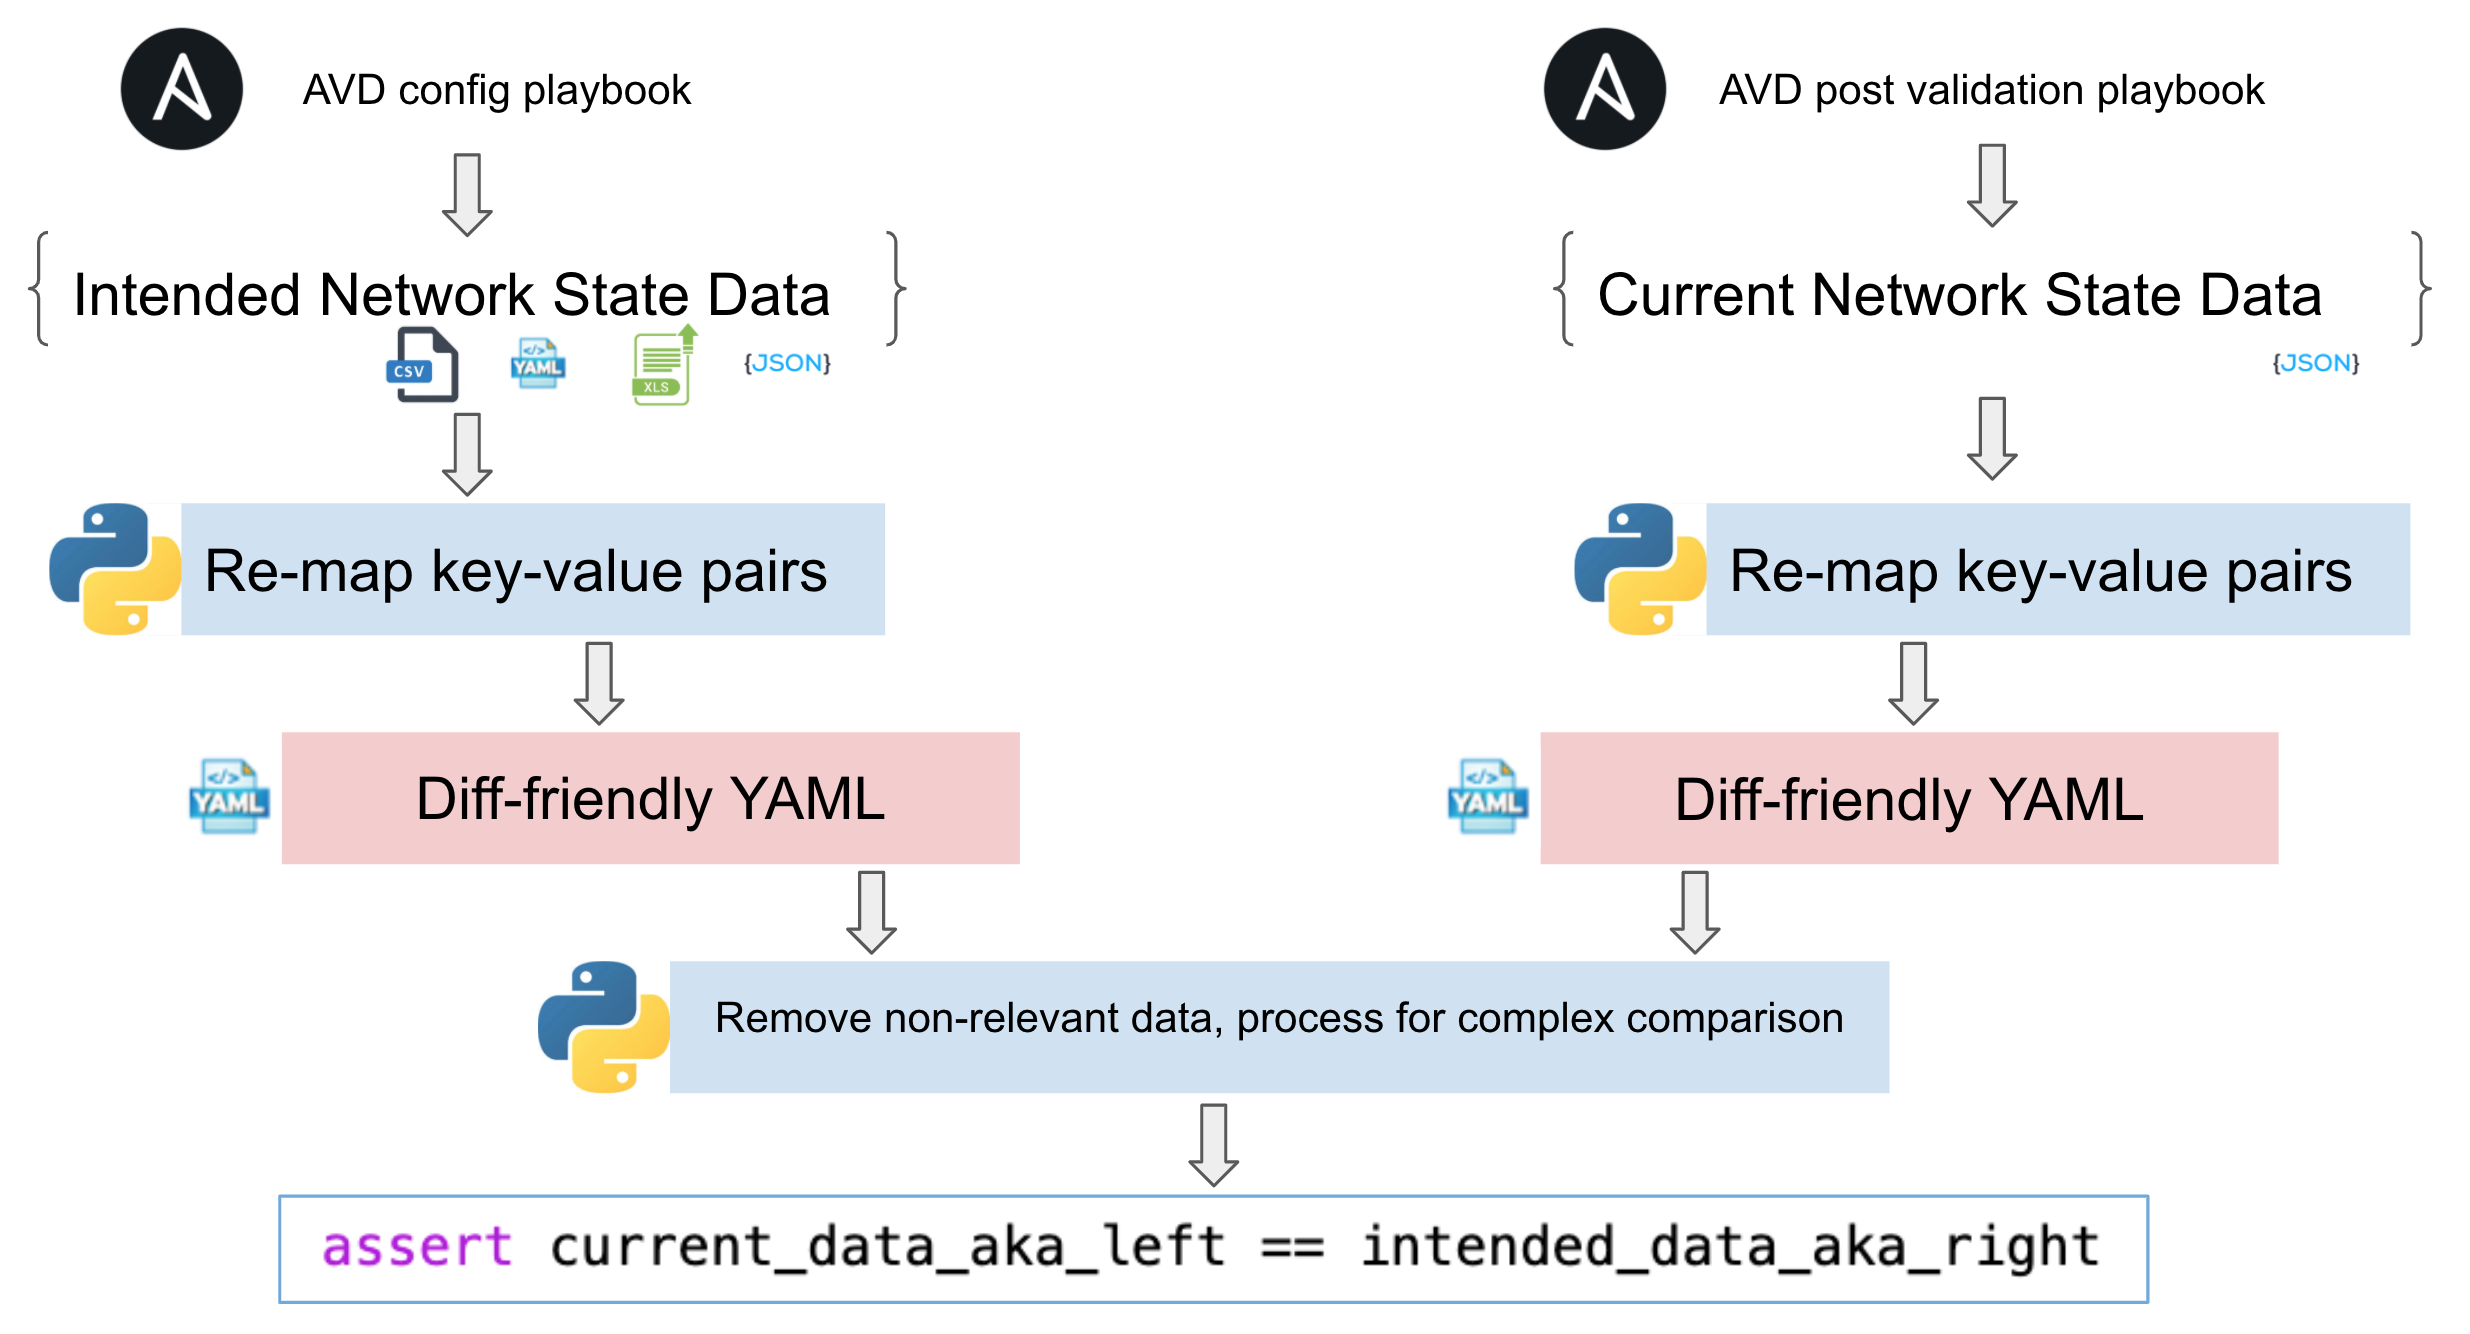 AVD config playbook
AVD post validation playbook
Intended Network State Data
Current Network State Data
CSV
</>
YAML
XLS
{JSON}
{JSON}
Re-map key-value pairs
Re-map key-value pairs
</>
YAML
Diff-friendly YAML
</>
YAML
Diff-friendly YAML
Remove non-relevant data, process for complex comparison
assert current_data_aka_left == intended_data_aka_right